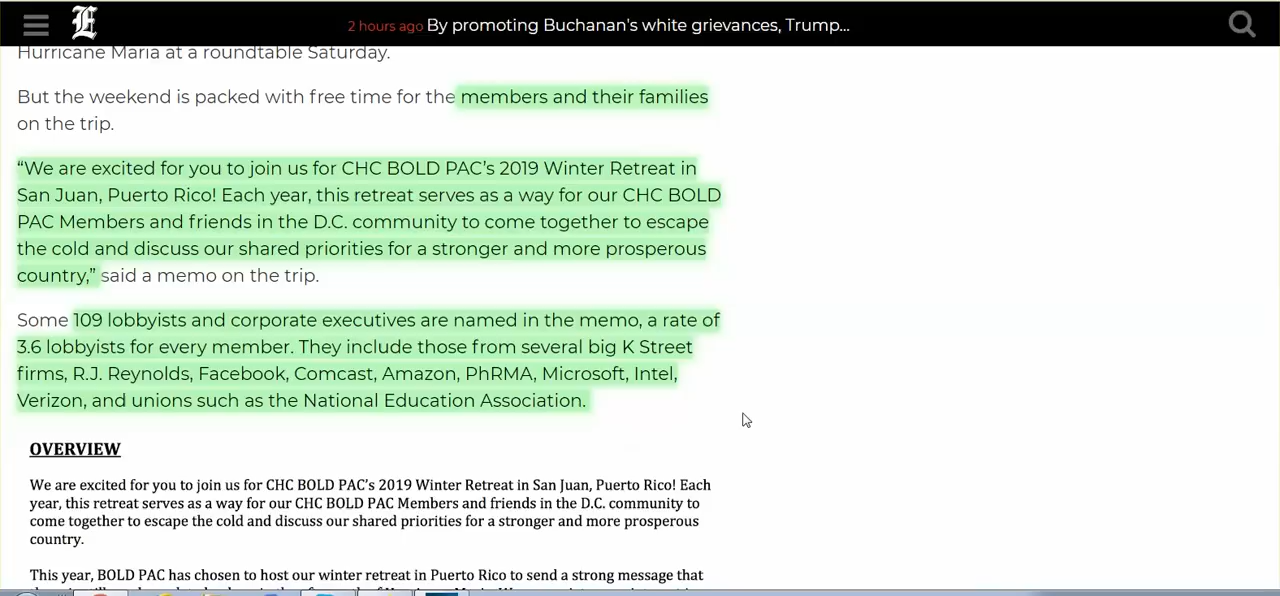 2 hours ago By promoting Buchanan's white grievances, Trump...
Hurricane Maria at a roundtable Saturday.
But the weekend is packed with free time for the members and their families
on the trip.
“We are excited for you to join us for CHC BOLD PAC’s 2019 Winter Retreat in
San Juan, Puerto Rico! Each year, this retreat serves as a way for our CHC BOLD
PAC Members and friends in the D.C. community to come together to escape
the cold and discuss our shared priorities for a stronger and more prosperous
country,” said a memo on the trip.
Some 109 lobbyists and corporate executives are named in the memo, a rate of
3.6 lobbyists for every member. They include those from several big K Street
firms, R.J. Reynolds, Facebook, Comcast, Amazon, PhRMA, Microsoft, Intel,
Verizon, and unions such as the National Education Association.
OVERVIEW
We are excited for you to join us for CHC BOLD PAC’s 2019 Winter Retreat in San Juan, Puerto Rico! Each
year, this retreat serves as a way for our CHC BOLD PAC Members and friends in the D.C. community to
come together to escape the cold and discuss our shared priorities for a stronger and more prosperous
country.
This year, BOLD PAC has chosen to host our winter retreat in Puerto Rico to send a strong message that